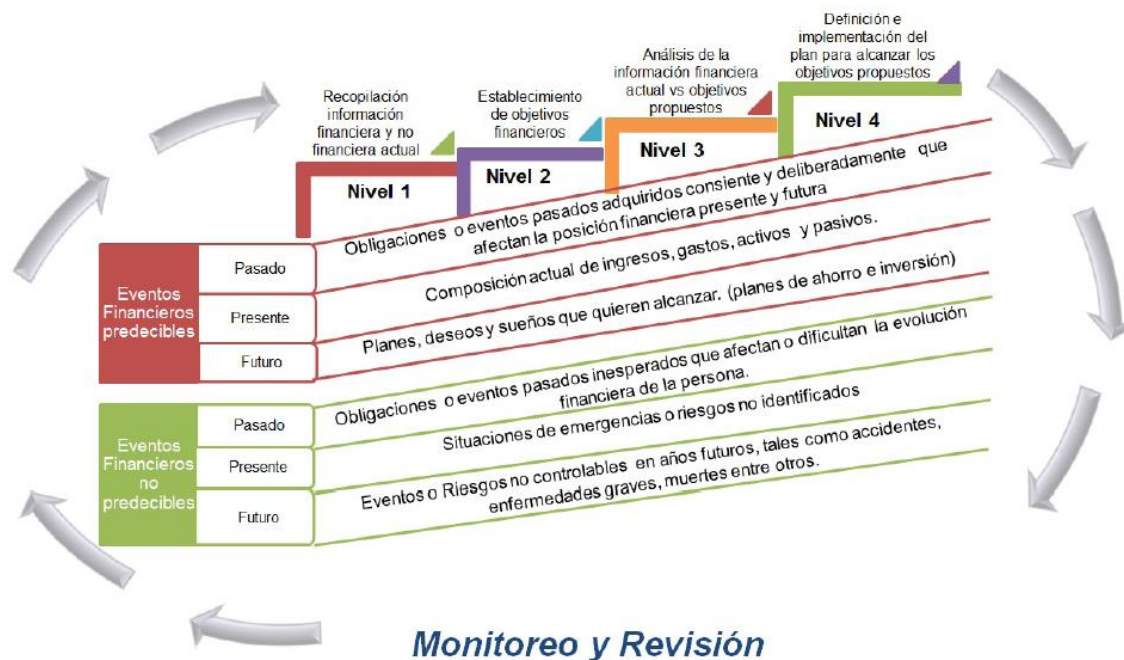 Recopilación
información
financiera y no
financiera actual
Nivel 1
Establecimiento
de objetivos
financieros
Nivel 2
Análisis de la
información financiera
actual vs objetivos
propuestos
Nivel 3
Definición e
implementación del
plan para alcanzar los
objetivos propuestos
Nivel 4
Eventos
Financieros
predecibles
Pasado
Obligaciones o eventos pasados adquiridos consiente y deliberadamente que
afectan la posición financiera presente y futura
Presente
Composición actual de ingresos, gastos, activos y pasivos.
Futuro
Planes, deseos y sueños que quieren alcanzar. (planes de ahorro e inversión)
Eventos
Financieros
no
predecibles
Pasado
Obligaciones o eventos pasados inesperados que afectan o dificultan la evolución
financiera de la persona.
Presente
Situaciones de emergencias o riesgos no identificados
Futuro
Eventos o Riesgos no controlables en años futuros, tales como accidentes,
enfermedades graves, muertes entre otros.
Monitoreo y Revisión